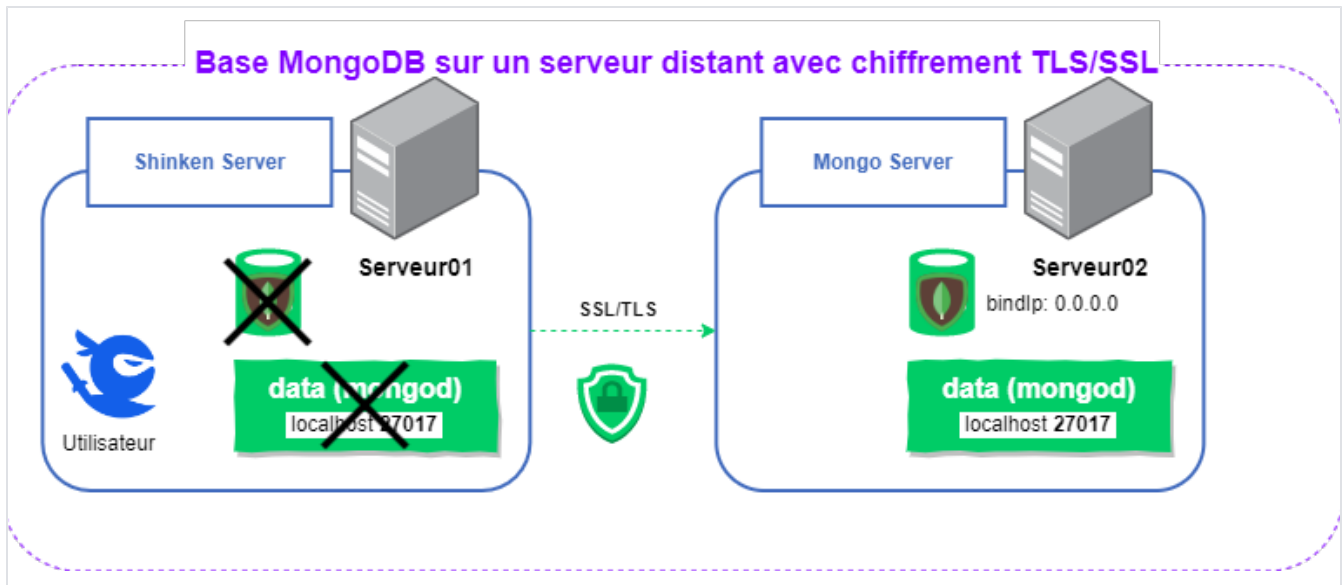 Base MongoDB sur un serveur distant avec chiffrement TLS/SSL
Shinken Server
Mongo Server
Serveur01
Serveur02
bindIp: 0.0.0.0
SSL/TLS
data (mongod)
localhost 27017
data (mongod)
localhost 27017
Utilisateur